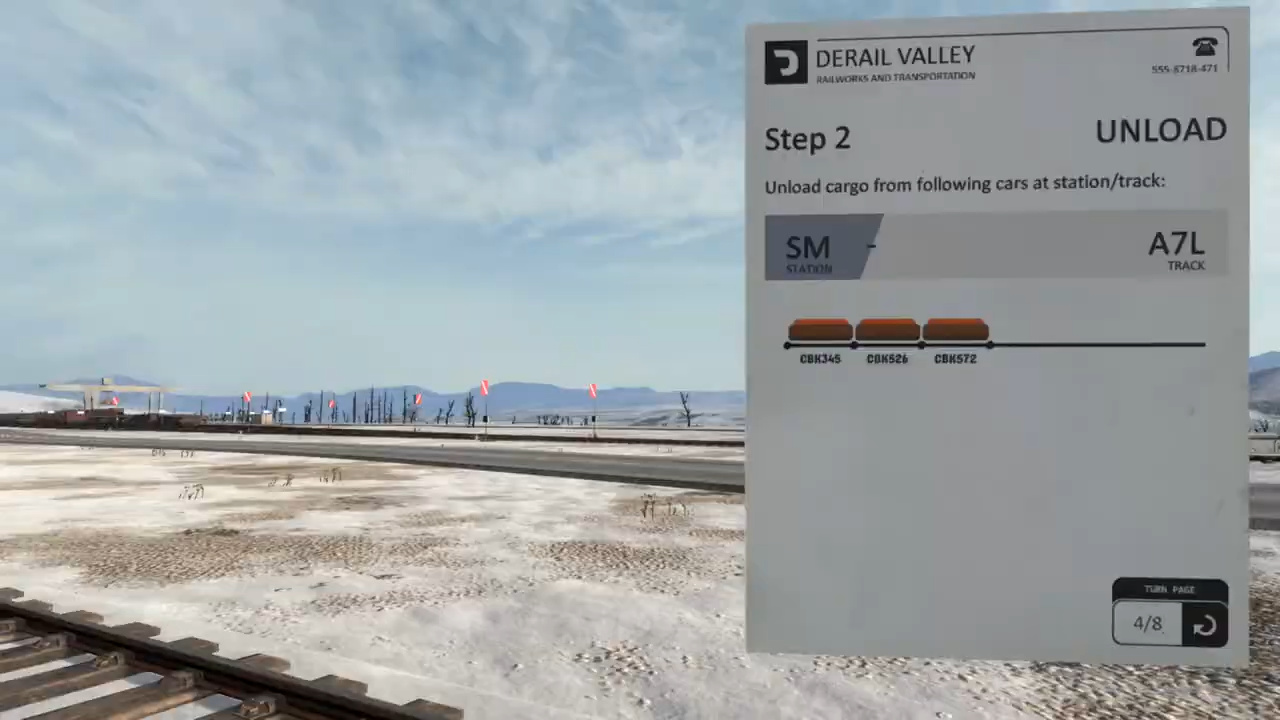 DERAIL VALLEY
RAILWORKS AND TRANSPORTATION
555-8718-471
Step 2
UNLOAD
Unload cargo from following cars at station/track:
SM
STATION
-
A7L
TRACK
CBK345 CBK526 CBK572
TURN PAGE
4/8